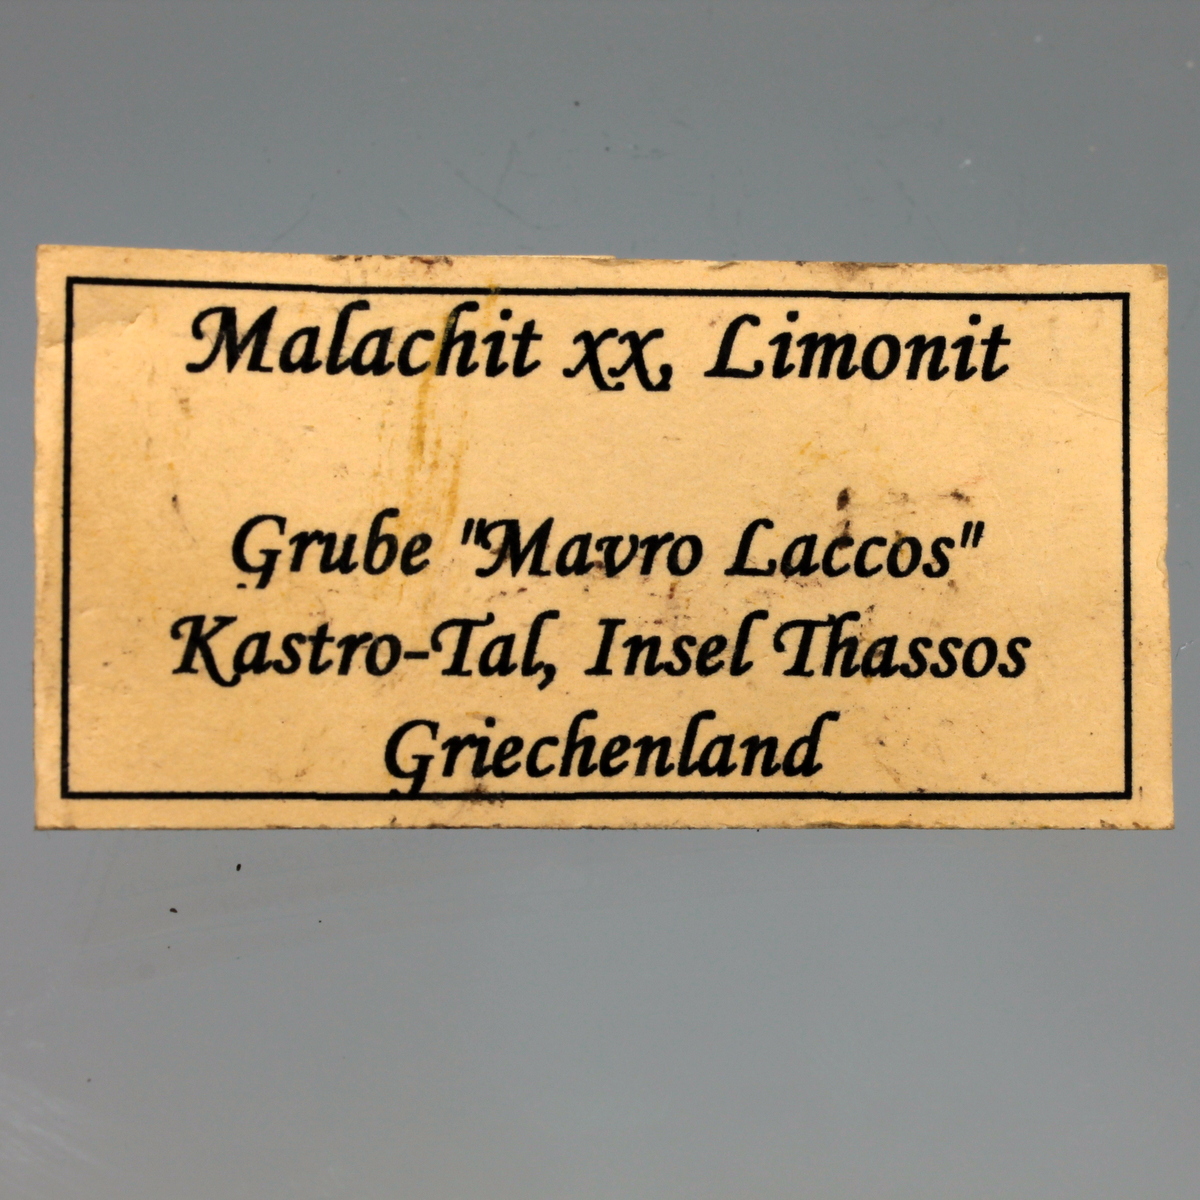 Malachit xx, Limonit
Grube "Mavro Laccos"
Kastro-Tal, Insel Thassos
Griechenland